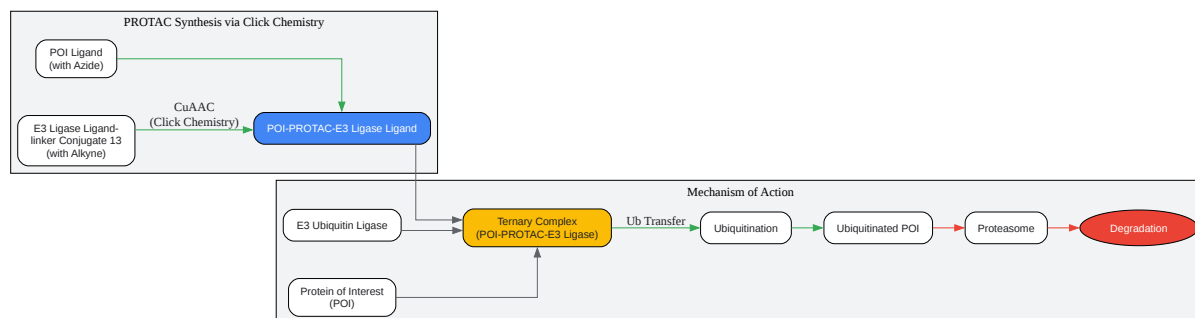 PROTAC Synthesis via Click Chemistry
POI Ligand
(with Azide)
CuAAC
(Click Chemistry)
E3 Ligase Ligand-
linker Conjugate 13
(with Alkyne)
POI-PROTAC-E3 Ligase Ligand
Mechanism of Action
E3 Ubiquitin Ligase
Ternary Complex
(POI-PROTAC-E3 Ligase)
Ub Transfer
Ubiquitination
Ubiquitinated POI
Proteasome
Degradation
Protein of Interest
(POI)